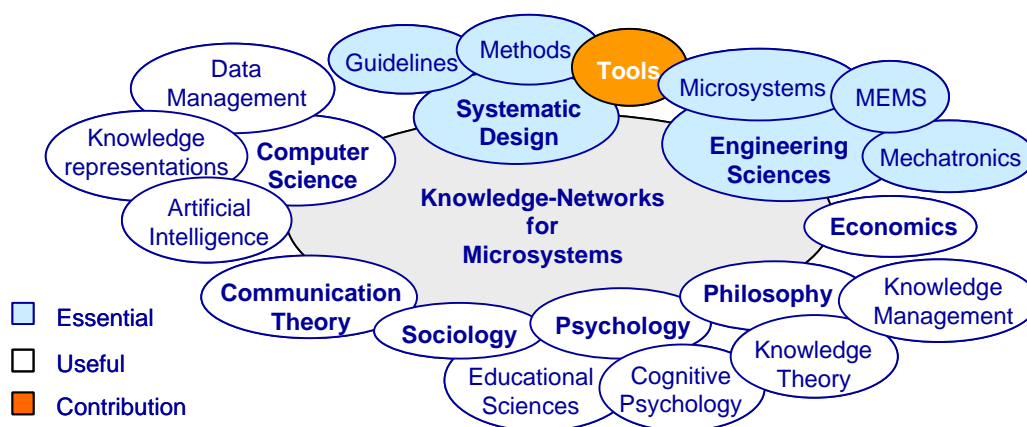 Guidelines
Methods
Tools
Microsystems
MEMS
Mechatronics
Systematic
Design
Engineering
Sciences
Data
Management
Knowledge
representations
Computer
Science
Artificial
Intelligence
Knowledge-Networks
for
Microsystems
Economics
Communication
Theory
Sociology
Psychology
Philosophy
Knowledge
Management
Educational
Sciences
Cognitive
Psychology
Knowledge
Theory
Essential
Useful
Contribution